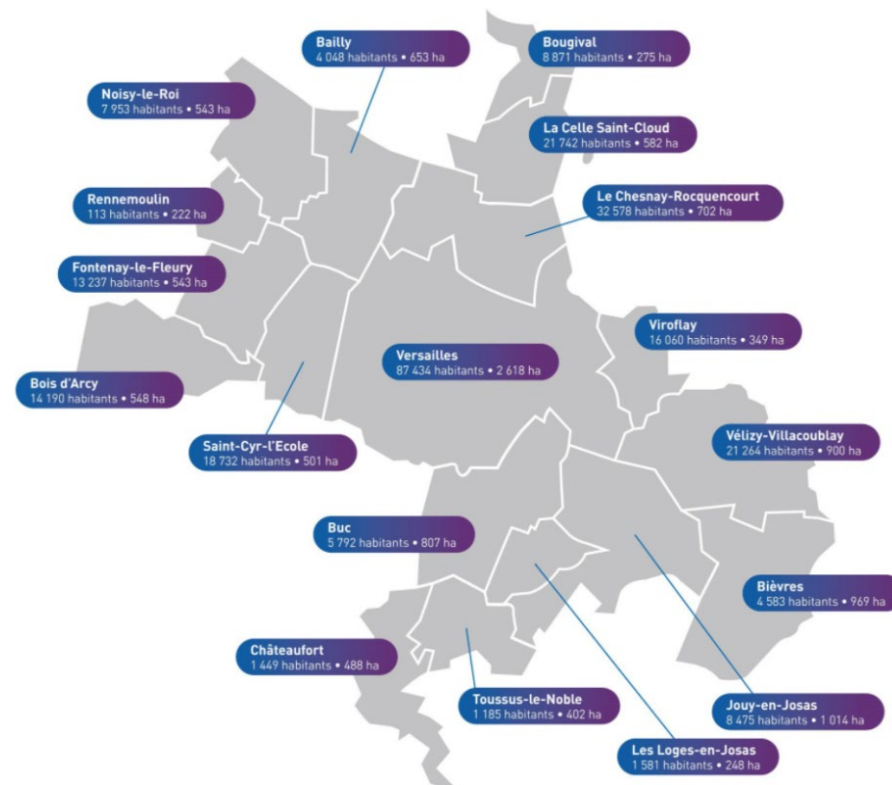 Bailly
4 048 habitants • 653 ha
Bougival
8 871 habitants • 275 ha
Noisy-le-Roi
7 953 habitants • 543 ha
La Celle Saint-Cloud
21 742 habitants • 582 ha
Rennemoulin
113 habitants • 222 ha
Le Chesnay-Rocquencourt
32 578 habitants • 702 ha
Fontenay-le-Fleury
13 237 habitants • 543 ha
Viroflay
16 060 habitants • 349 ha
Versailles
87 434 habitants • 2 618 ha
Bois d'Arcy
14 190 habitants • 548 ha
Saint-Cyr-l'Ecole
18 732 habitants • 501 ha
Vélizy-Villacoublay
21 264 habitants • 900 ha
Buc
5 792 habitants • 807 ha
Bièvres
4 583 habitants • 969 ha
Châteaufort
1 449 habitants • 488 ha
Toussus-le-Noble
1 185 habitants • 402 ha
Jouy-en-Josas
8 475 habitants • 1 014 ha
Les Loges-en-Josas
1 581 habitants • 248 ha